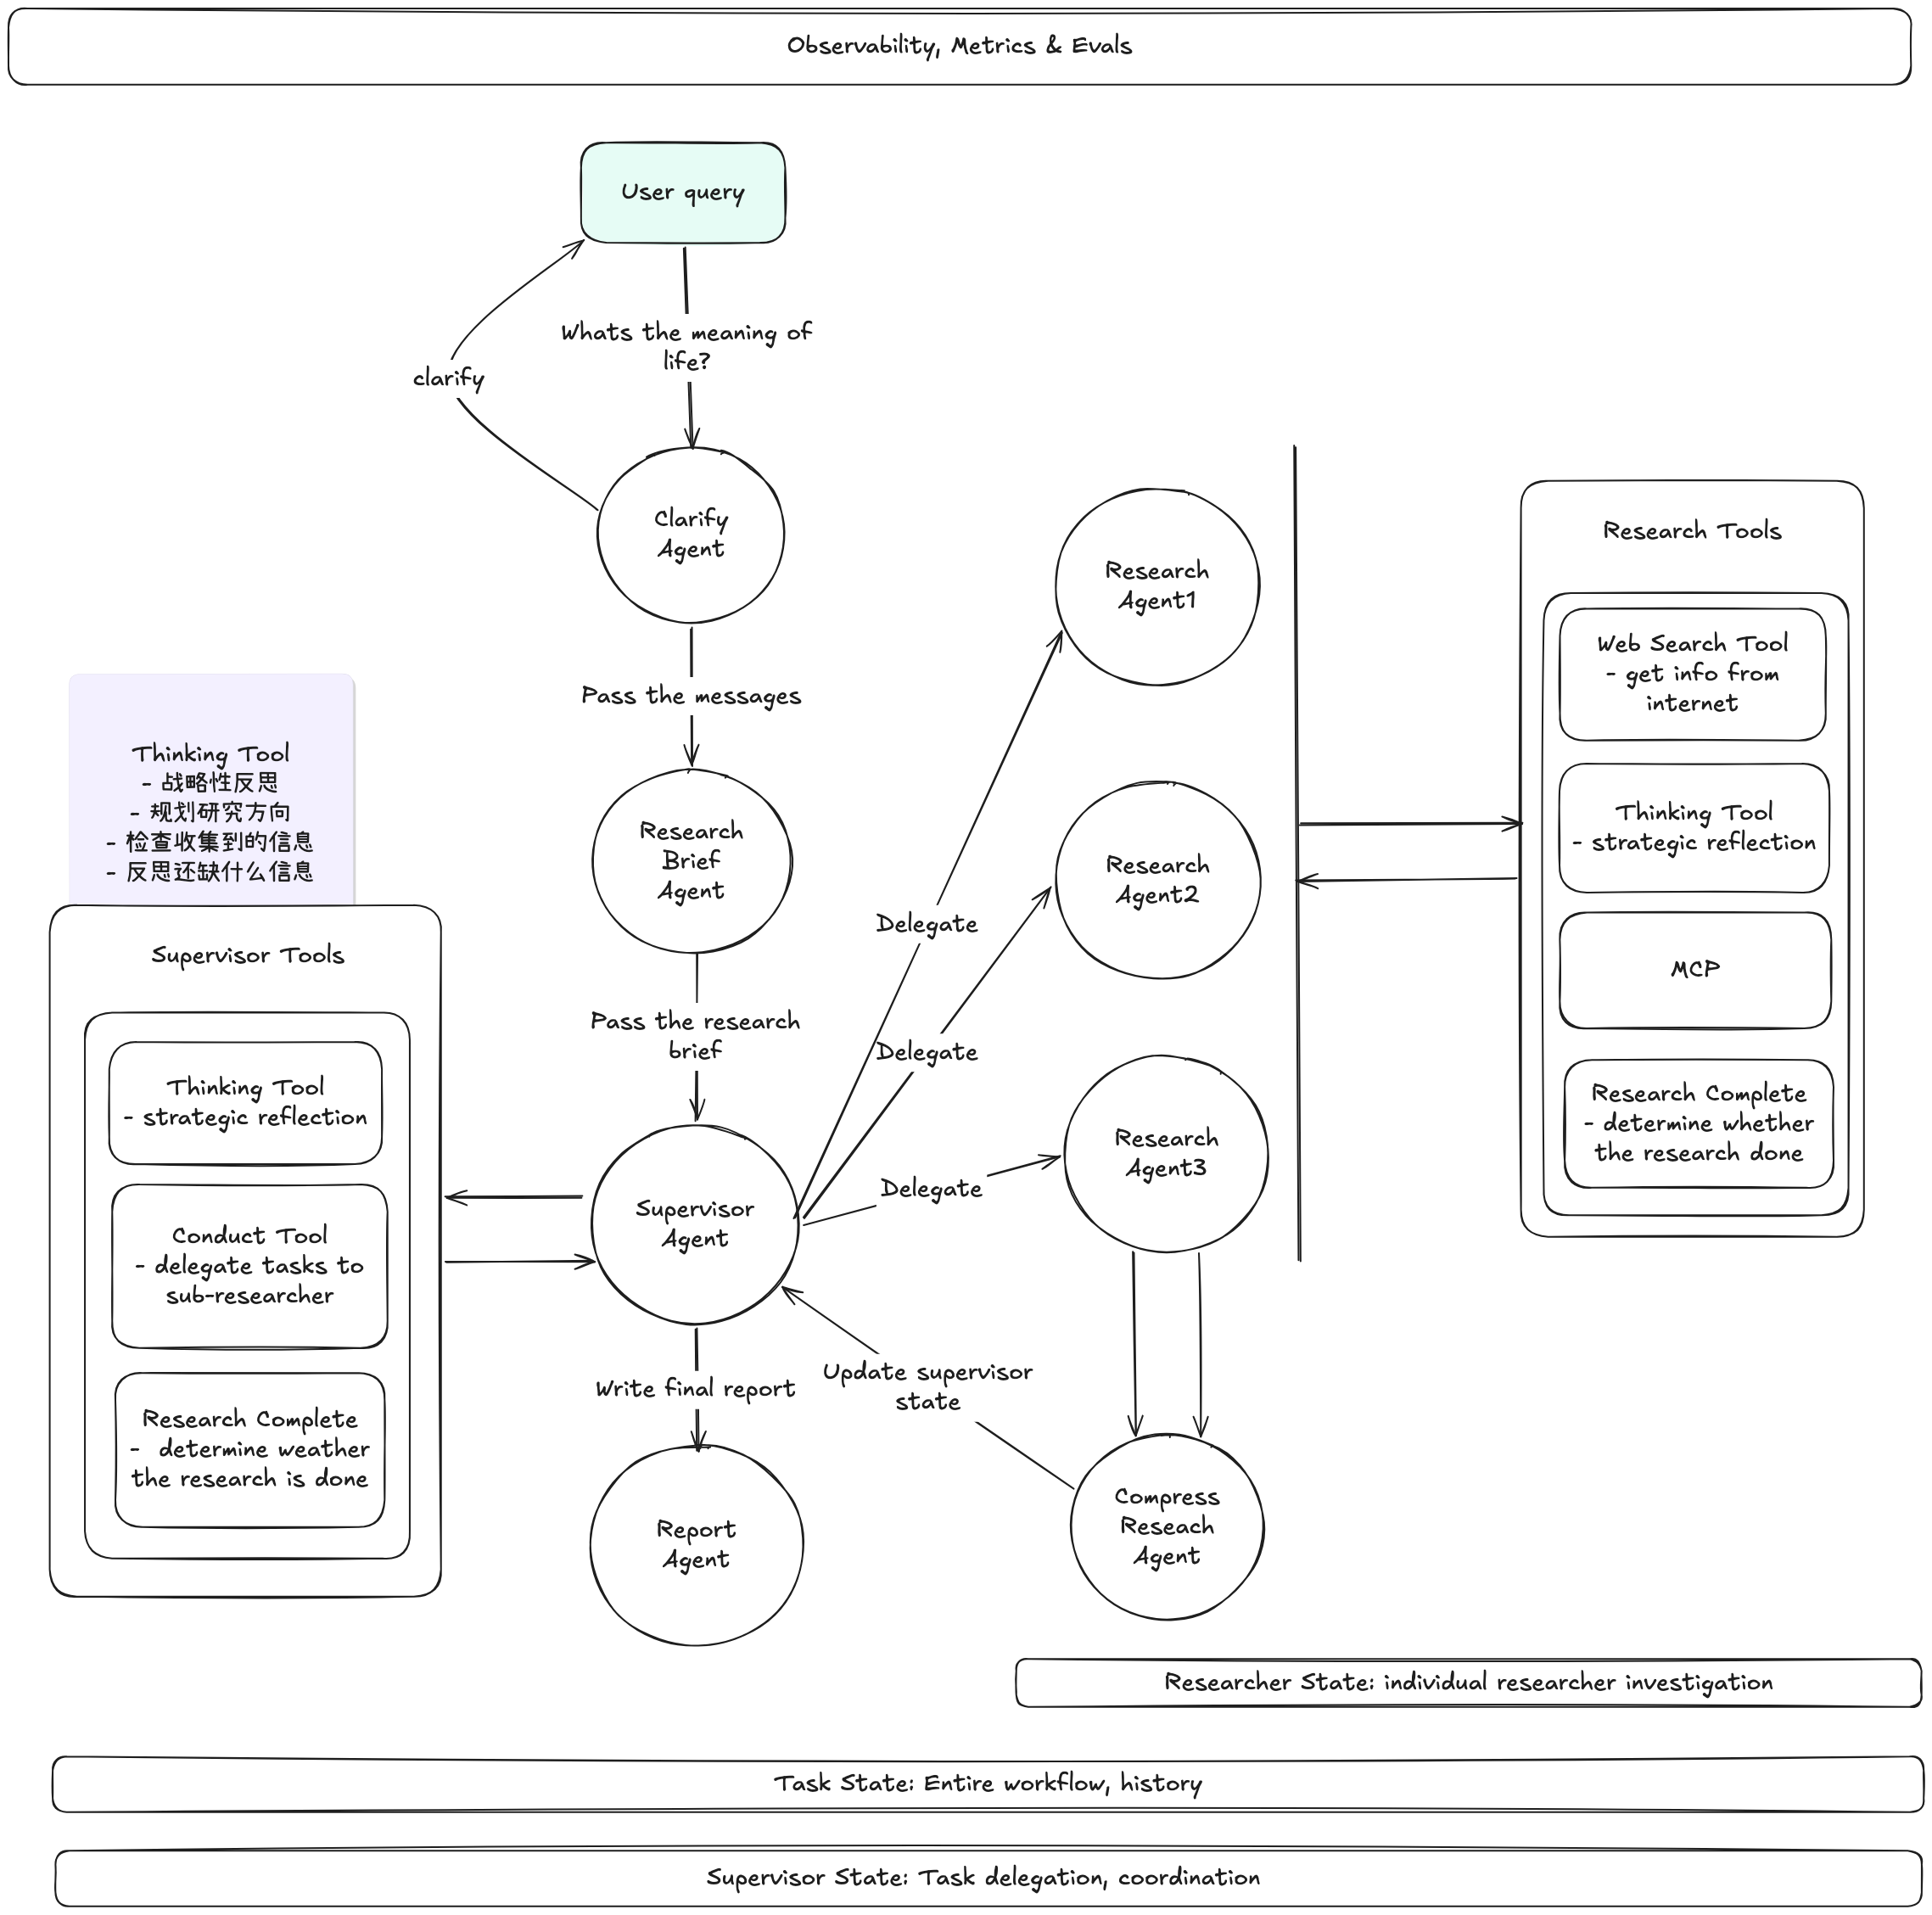 Observability, Metrics & Evals
User query
Whats the meaning of
life?
clarify
Clarify
Agent
Pass the messages
Research
Brief
Agent
Pass the research
brief
Thinking Tool
- 战略性反思
- 规划研究方向
- 检查收集到的信息
- 反思还缺什么信息
Supervisor Tools
Thinking Tool
- strategic reflection
Conduct Tool
- delegate tasks to
sub-researcher
Research Complete
- determine weather
the research is done
Supervisor
Agent
Delegate
Delegate
Delegate
Research
Agent1
Research
Agent2
Research
Agent3
Research Tools
Web Search Tool
- get info from
internet
Thinking Tool
- strategic reflection
MCP
Research Complete
- determine whether
the research done
Write final report
Update supervisor
state
Report
Agent
Compress
Reseach
Agent
Researcher State: individual researcher investigation
Task State: Entire workflow, history
Supervisor State: Task delegation, coordination